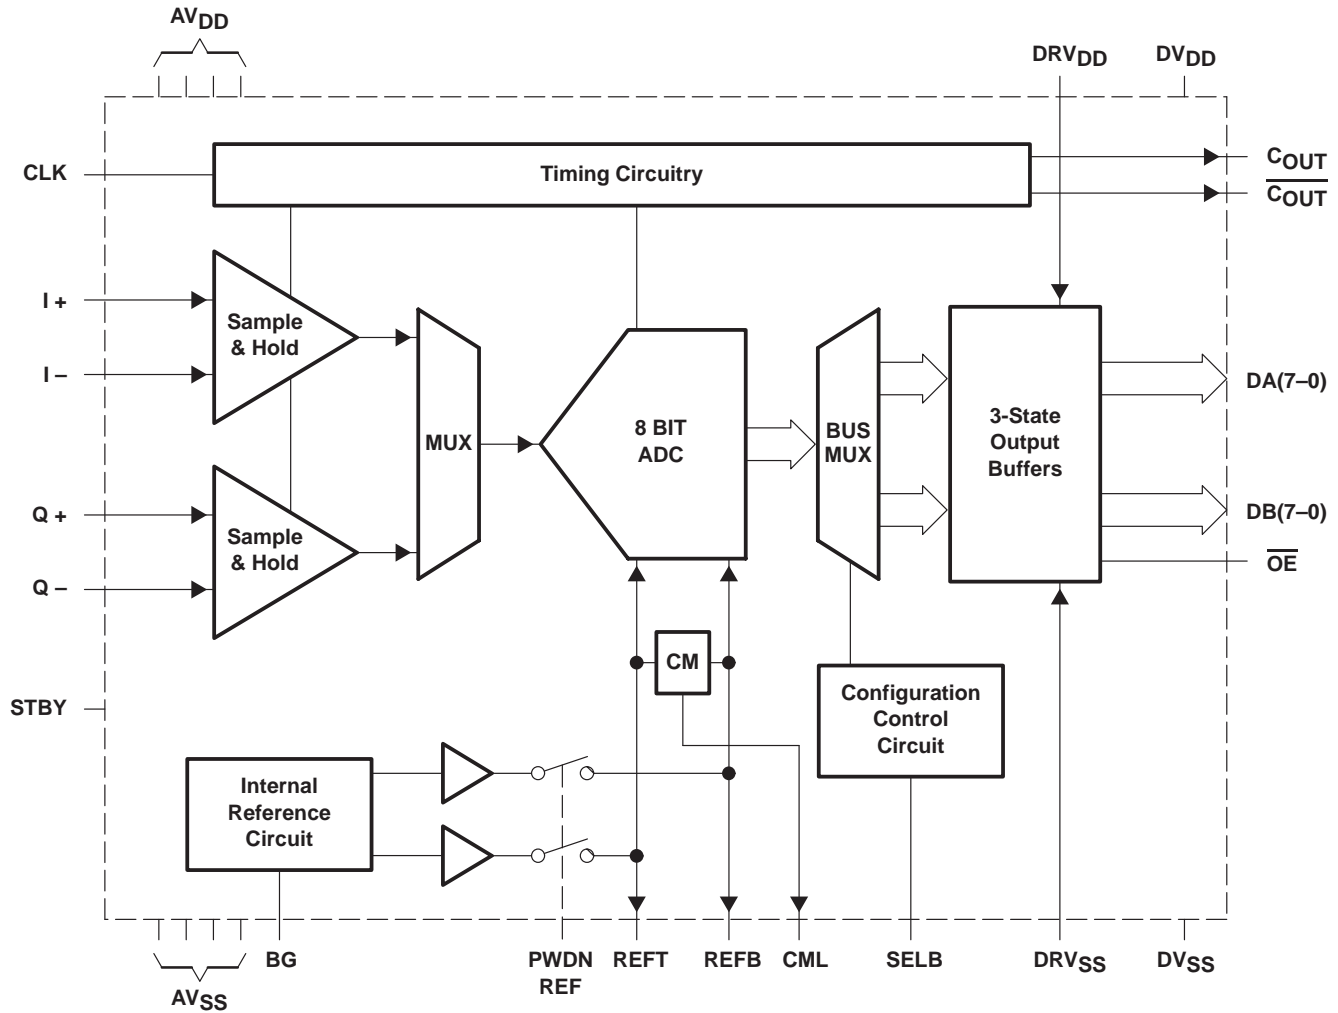 AVDD
DRVDD
DVDD
CLK
Timing Circuitry
COUT
COUT
I +
Sample
& Hold
I –
MUX
8 BIT
ADC
BUS
MUX
3-State
Output
Buffers
DA(7–0)
DB(7–0)
OE
Q +
Sample
& Hold
Q –
CM
STBY
Configuration
Control
Circuit
Internal
Reference
Circuit
AVSS
BG
PWDN
REF
REFT
REFB
CML
SELB
DRVSS
DVSS